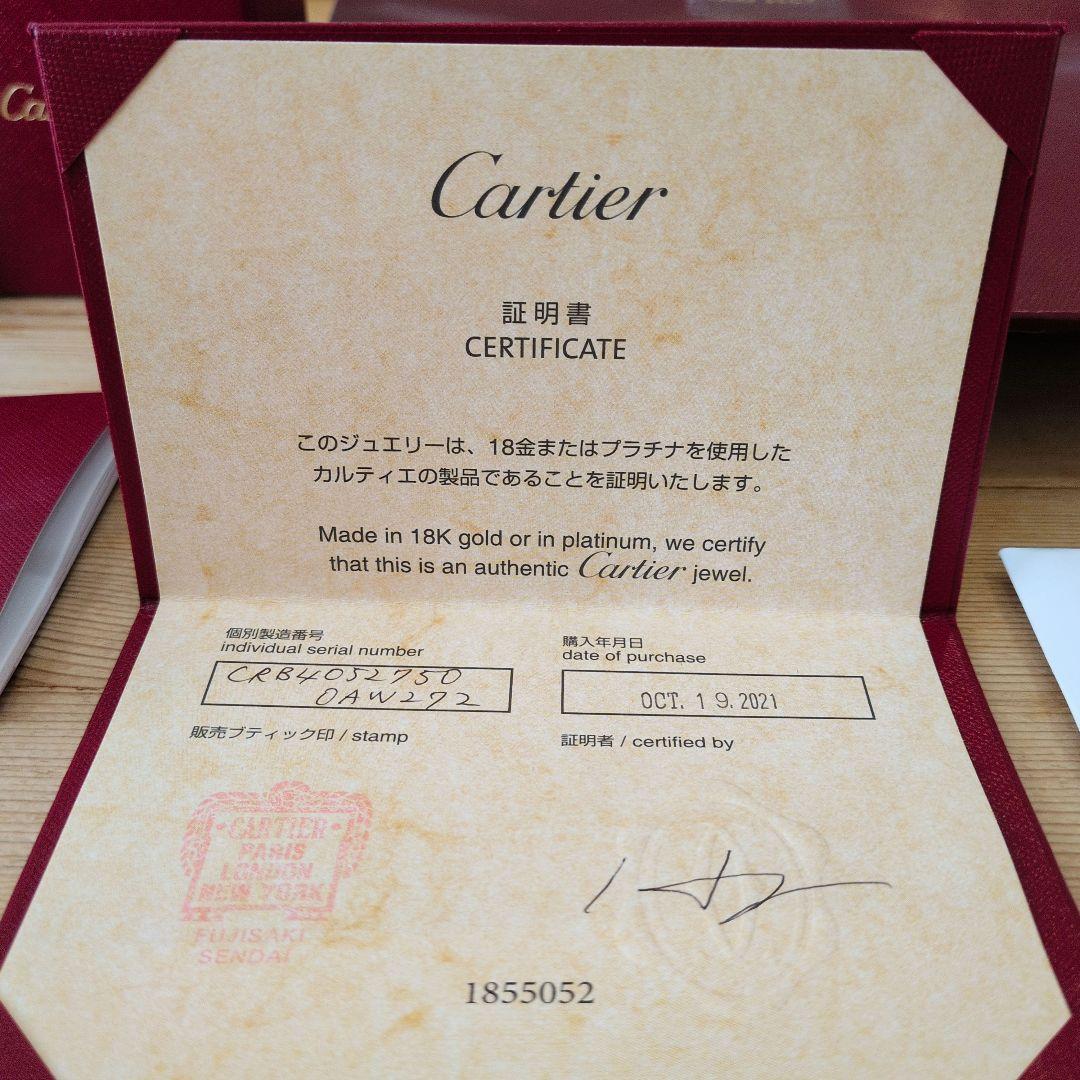 Ca
Cartier
証明書
CERTIFICATE
このジュエリーは、18金またはプラチナを使用した
カルティエの製品であることを証明いたします。
Made in 18K gold or in platinum, we certify
that this is an authentic Cartier jewel.
個別製造番号
individual serial number
CRB4052750
OAW272
購入年月日
date of purchase
OCT. 19. 2021
販売ブティック印 / stamp
証明者 / certified by
CARTIER
PARIS
LONDON
NEW YORK
FUJISAKI
SENDAI
1855052